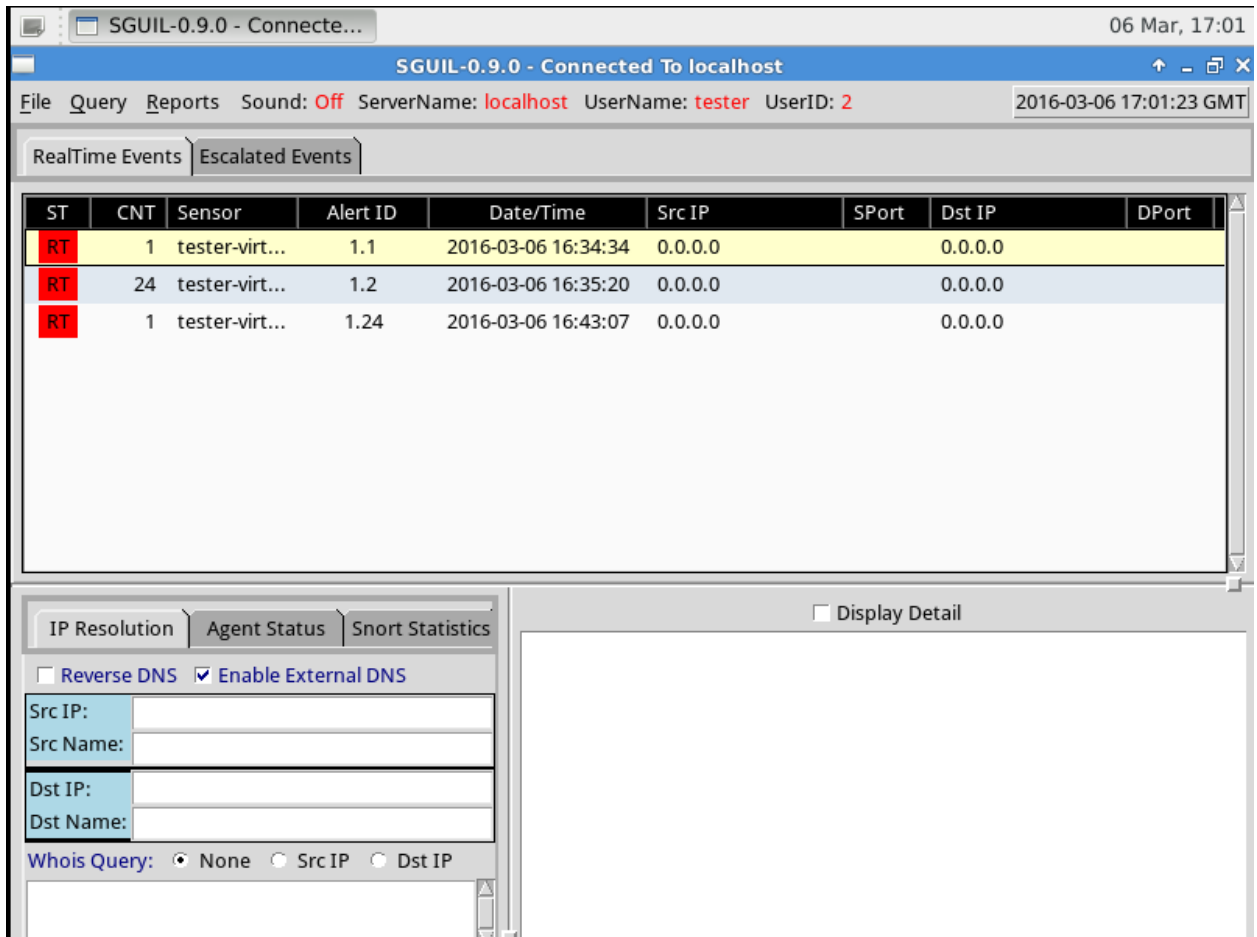 SGUIL-0.9.0 - Connecte... 06 Mar, 17:01
SGUIL-0.9.0 - Connected To localhost
File Query Reports Sound: Off ServerName: localhost UserName: tester UserID: 2 2016-03-06 17:01:23 GMT
RealTime Events Escalated Events
ST CNT Sensor Alert ID Date/Time Src IP SPort Dst IP DPort
RT 1 tester-virt... 1.1 2016-03-06 16:34:34 0.0.0.0 0.0.0.0
RT 24 tester-virt... 1.2 2016-03-06 16:35:20 0.0.0.0 0.0.0.0
RT 1 tester-virt... 1.24 2016-03-06 16:43:07 0.0.0.0 0.0.0.0
IP Resolution Agent Status Snort Statistics
Reverse DNS Enable External DNS
Src IP:
Src Name:
Dst IP:
Dst Name:
Whois Query: None Src IP Dst IP
Display Detail